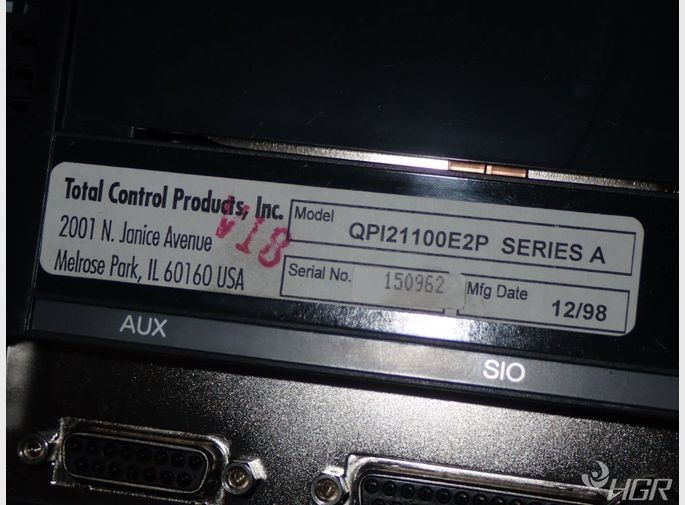 Total Control Products, Inc.
2001 N. Janice Avenue
Melrose Park, IL 60160 USA
Model
QPI21100E2P SERIES A
Serial No.
150962
Mfg Date
12/98
AUX
SIO
HGR